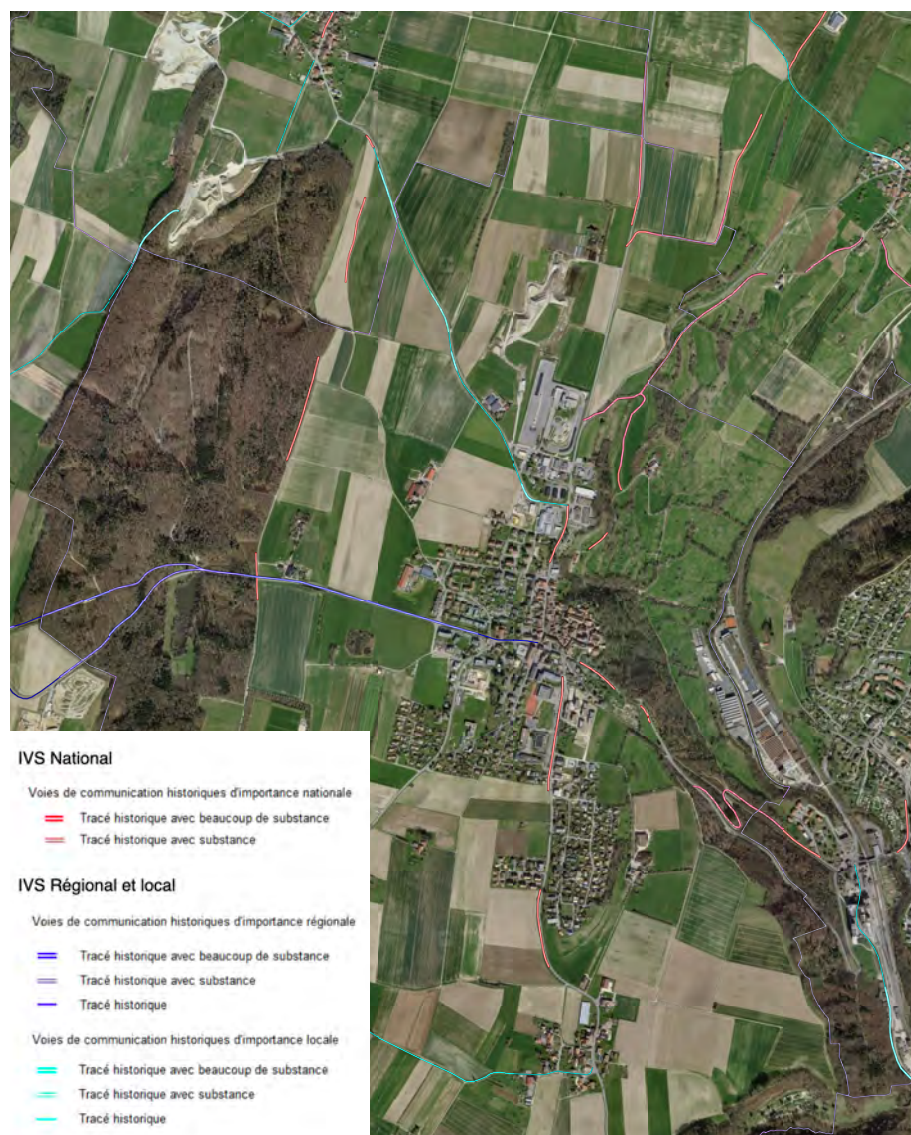 IVS National
Voies de communication historiques d'importance nationale
Tracé historique avec beaucoup de substance
Tracé historique avec substance
IVS Régional et local
Voies de communication historiques d'importance régionale
Tracé historique avec beaucoup de substance
Tracé historique avec substance
Tracé historique
Voies de communication historiques d'importance locale
Tracé historique avec beaucoup de substance
Tracé historique avec substance
Tracé historique